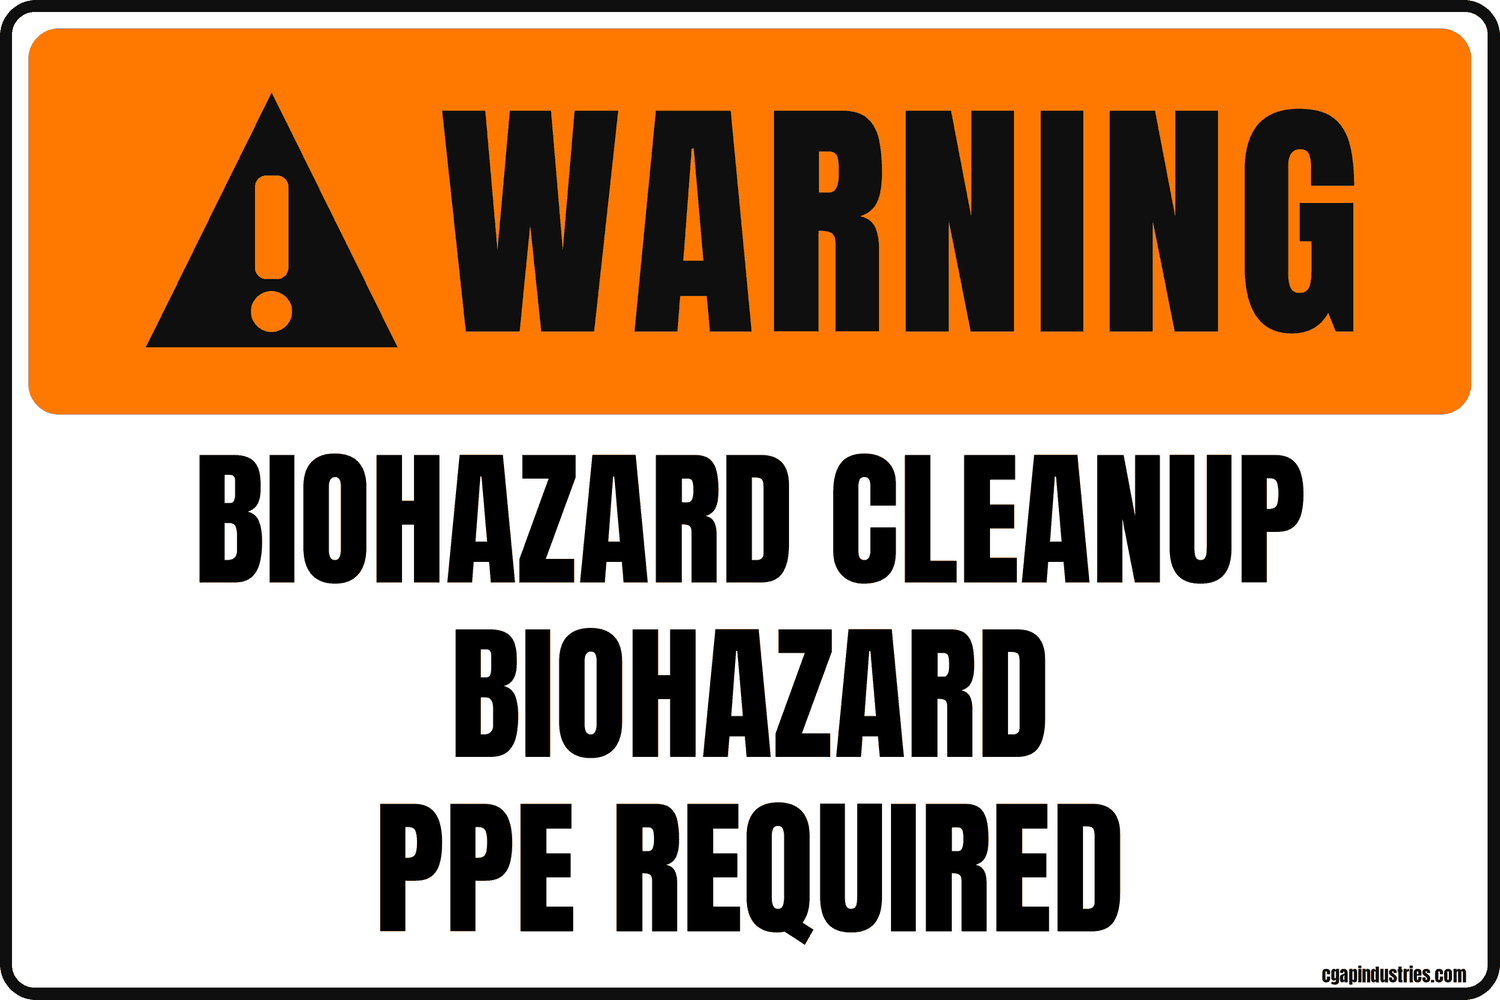 WARNING
BIOHAZARD CLEANUP
BIOHAZARD
PPE REQUIRED
cgapindustries.com